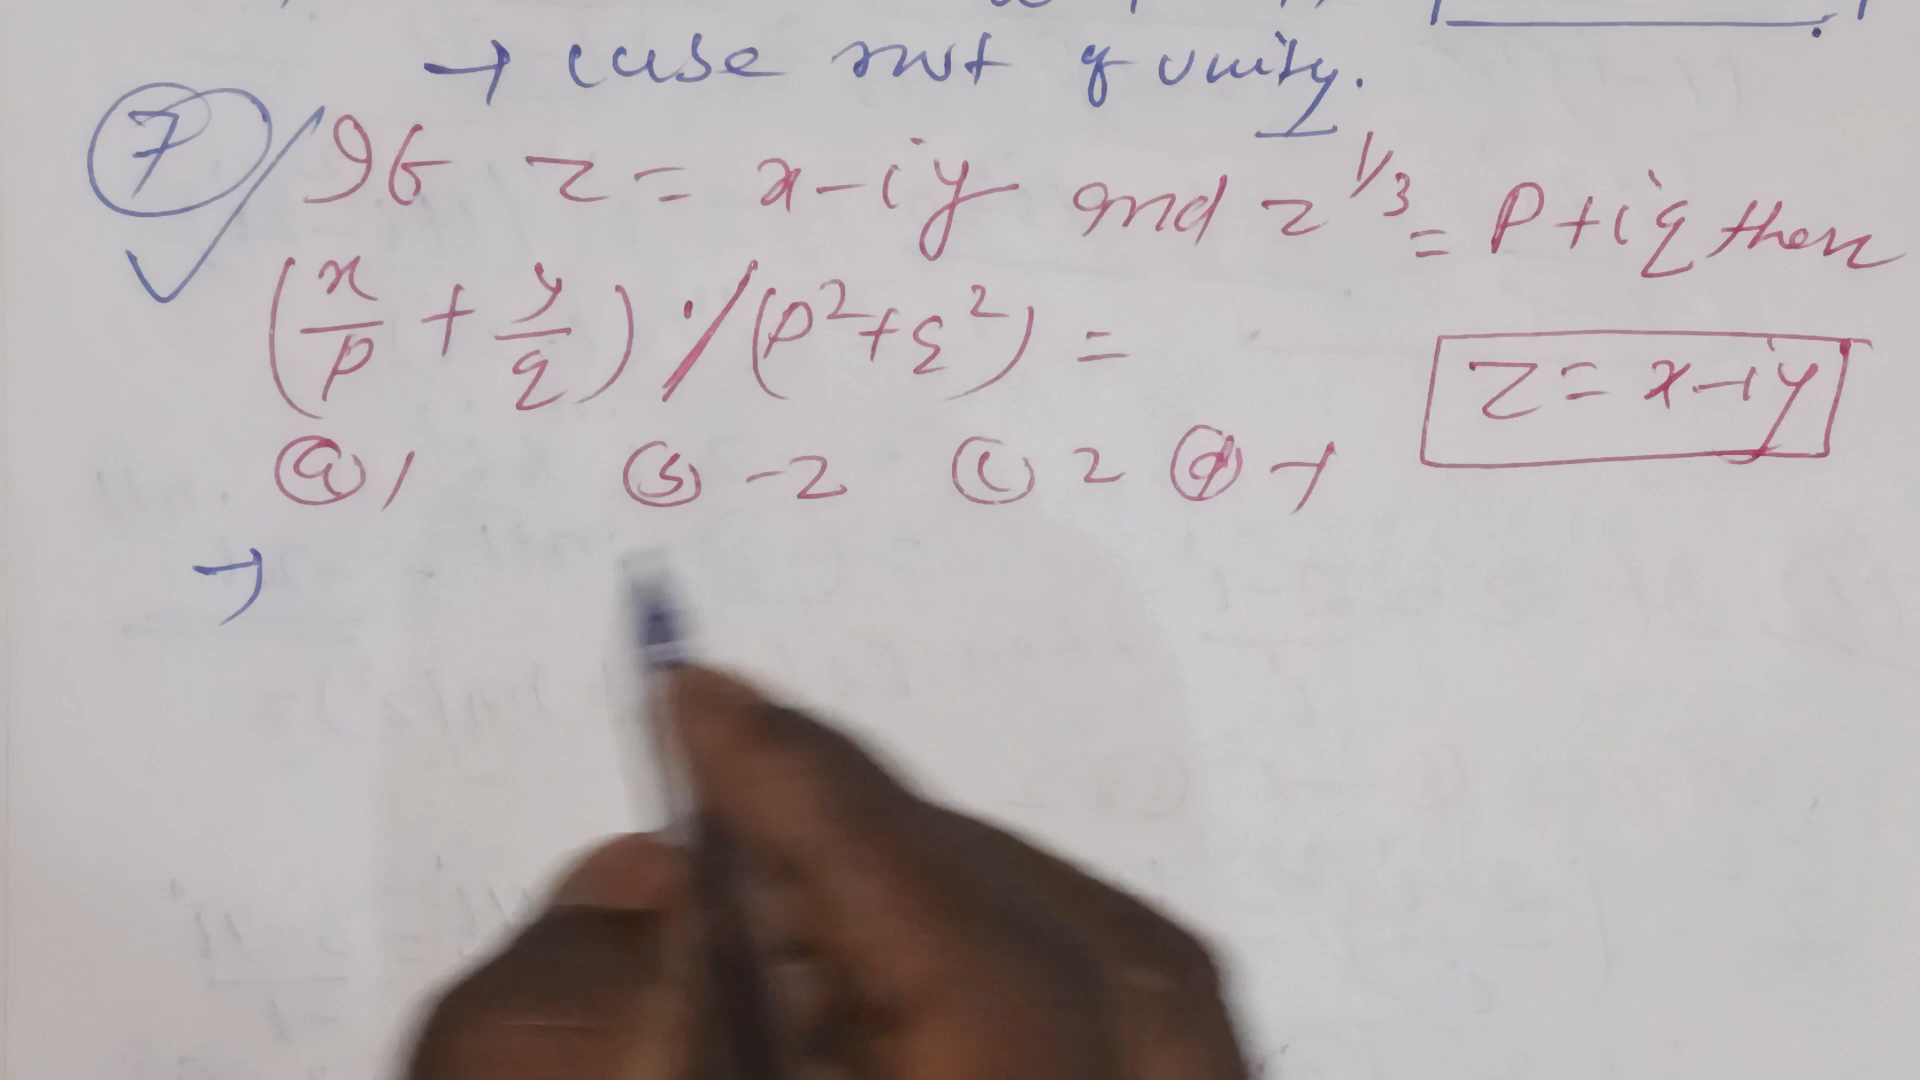 → cube root of unity.
7 If z = x-iy and z^1/3 = p+iq then
(x/p + y/q) / (p²+q²) =
z = x-iy
(a) 1 (b) -2 (c) 2 (d) -1
→